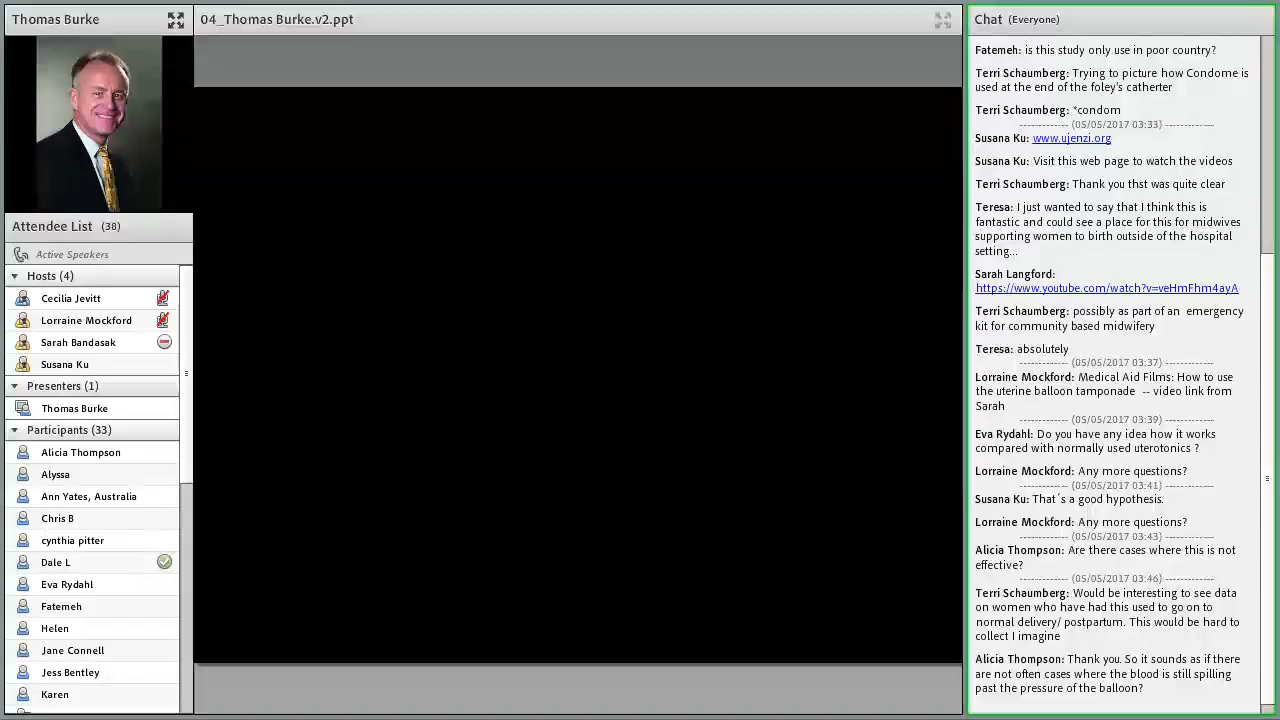 Thomas Burke
04_Thomas Burke.v2.ppt
Chat (Everyone)
Attendee List (38)
Active Speakers
Hosts (4)
Cecilia Jevitt
Lorraine Mockford
Sarah Bandasak
Susana Ku
Presenters (1)
Thomas Burke
Participants (33)
Alicia Thompson
Alyssa
Ann Yates, Australia
Chris B
cynthia pitter
Dale L
Eva Rydahl
Fatemeh
Helen
Jane Connell
Jess Bentley
Karen
Fatemeh: is this study only use in poor country?
Terri Schaumberg: Trying to picture how Condome is
used at the end of the foley's catherter
Terri Schaumberg: *condom
------------- (05/05/2017 03:33) -------------
Susana Ku: www.ujenzi.org
Susana Ku: Visit this web page to watch the videos
Terri Schaumberg: Thank you thst was quite clear
Teresa: I just wanted to say that I think this is
fantastic and could see a place for this for midwives
supporting women to birth outside of the hospital
setting...
Sarah Langford:
https://www.youtube.com/watch?v=veHmFhm4ayA
Terri Schaumberg: possibly as part of an emergency
kit for community based midwifery
Teresa: absolutely
------------- (05/05/2017 03:37) -------------
Lorraine Mockford: Medical Aid Films: How to use
the uterine balloon tamponade -- video link from
Sarah
------------- (05/05/2017 03:39) -------------
Eva Rydahl: Do you have any idea how it works
compared with normally used uterotonics ?
Lorraine Mockford: Any more questions?
------------- (05/05/2017 03:41) -------------
Susana Ku: That´s a good hypothesis.
Lorraine Mockford: Any more questions?
------------- (05/05/2017 03:43) -------------
Alicia Thompson: Are there cases where this is not
effective?
------------- (05/05/2017 03:46) -------------
Terri Schaumberg: Would be interesting to see data
on women who have had this used to go on to
normal delivery/ postpartum. This would be hard to
collect I imagine
Alicia Thompson: Thank you. So it sounds as if there
are not often cases where the blood is still spilling
past the pressure of the balloon?